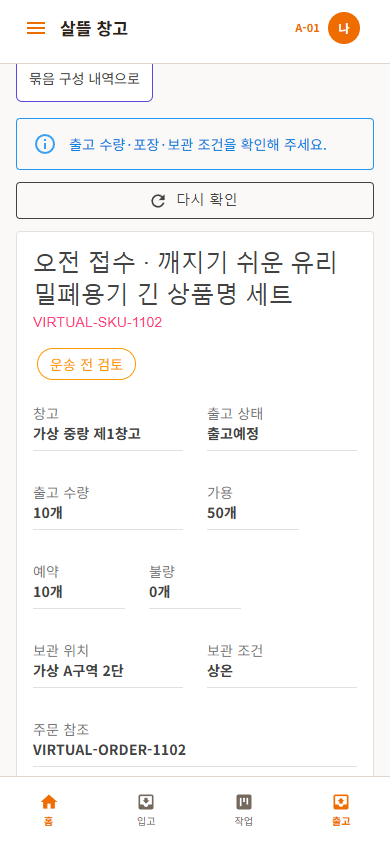 살뜰 창고
A-01
나
묶음 구성 내역으로
출고 수량·포장·보관 조건을 확인해 주세요.
다시 확인
오전 접수 · 깨지기 쉬운 유리
밀폐용기 긴 상품명 세트
VIRTUAL-SKU-1102
운송 전 검토
창고
가상 중랑 제1창고
출고 상태
출고예정
출고 수량
10개
가용
50개
예약
10개
불량
0개
보관 위치
가상 A구역 2단
보관 조건
상온
주문 참조
VIRTUAL-ORDER-1102
홈
입고
작업
출고